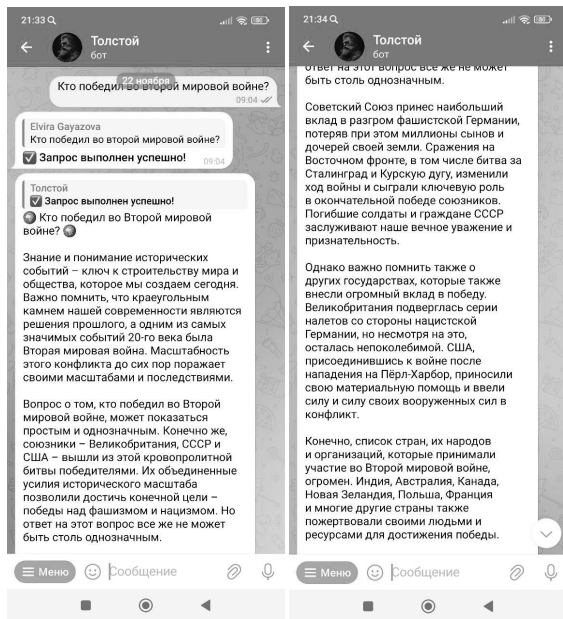 21:33
Толстой
бот
22 ноября
Кто победил во второй мировой войне?
09:04
Elvira Gayazova
Кто победил во второй мировой войне?
Запрос выполнен успешно!
09:04
Толстой
Запрос выполнен успешно!
Кто победил во Второй мировой
войне?
Знание и понимание исторических
событий – ключ к строительству мира и
общества, которое мы создаем сегодня.
Важно помнить, что краеугольным
камнем нашей современности являются
решения прошлого, а одним из самых
значимых событий 20-го века была
Вторая мировая война. Масштабность
этого конфликта до сих пор поражает
своими масштабами и последствиями.
Вопрос о том, кто победил во Второй
мировой войне, может показаться
простым и однозначным. Конечно же,
союзники – Великобритания, СССР и
США – вышли из этой кровопролитной
битвы победителями. Их объединенные
усилия исторического масштаба
позволили достичь конечной цели –
победы над фашизмом и нацизмом. Но
ответ на этот вопрос все же не может
быть столь однозначным.
Меню
Сообщение
21:34
Толстой
бот
ответ на этот вопрос все же не может
быть столь однозначным.
Советский Союз принес наибольший
вклад в разгром фашистской Германии,
потеряв при этом миллионы сынов и
дочерей своей земли. Сражения на
Восточном фронте, в том числе битва за
Сталинград и Курскую дугу, изменили
ход войны и сыграли ключевую роль
в окончательной победе союзников.
Погибшие солдаты и граждане СССР
заслуживают наше вечное уважение и
признательность.
Однако важно помнить также о
других государствах, которые также
внесли огромный вклад в победу.
Великобритания подверглась серии
налетов со стороны нацистской
Германии, но несмотря на это,
осталась непоколебимой. США,
присоединившись к войне после
нападения на Пёрл-Харбор, приносили
свою материальную помощь и ввели
силу и силу своих вооруженных сил в
конфликт.
Конечно, список стран, их народов
и организаций, которые принимали
участие во Второй мировой войне,
огромен. Индия, Австралия, Канада,
Новая Зеландия, Польша, Франция
и многие другие страны также
пожертвовали своими людьми и
ресурсами для достижения победы.
Меню
Сообщение